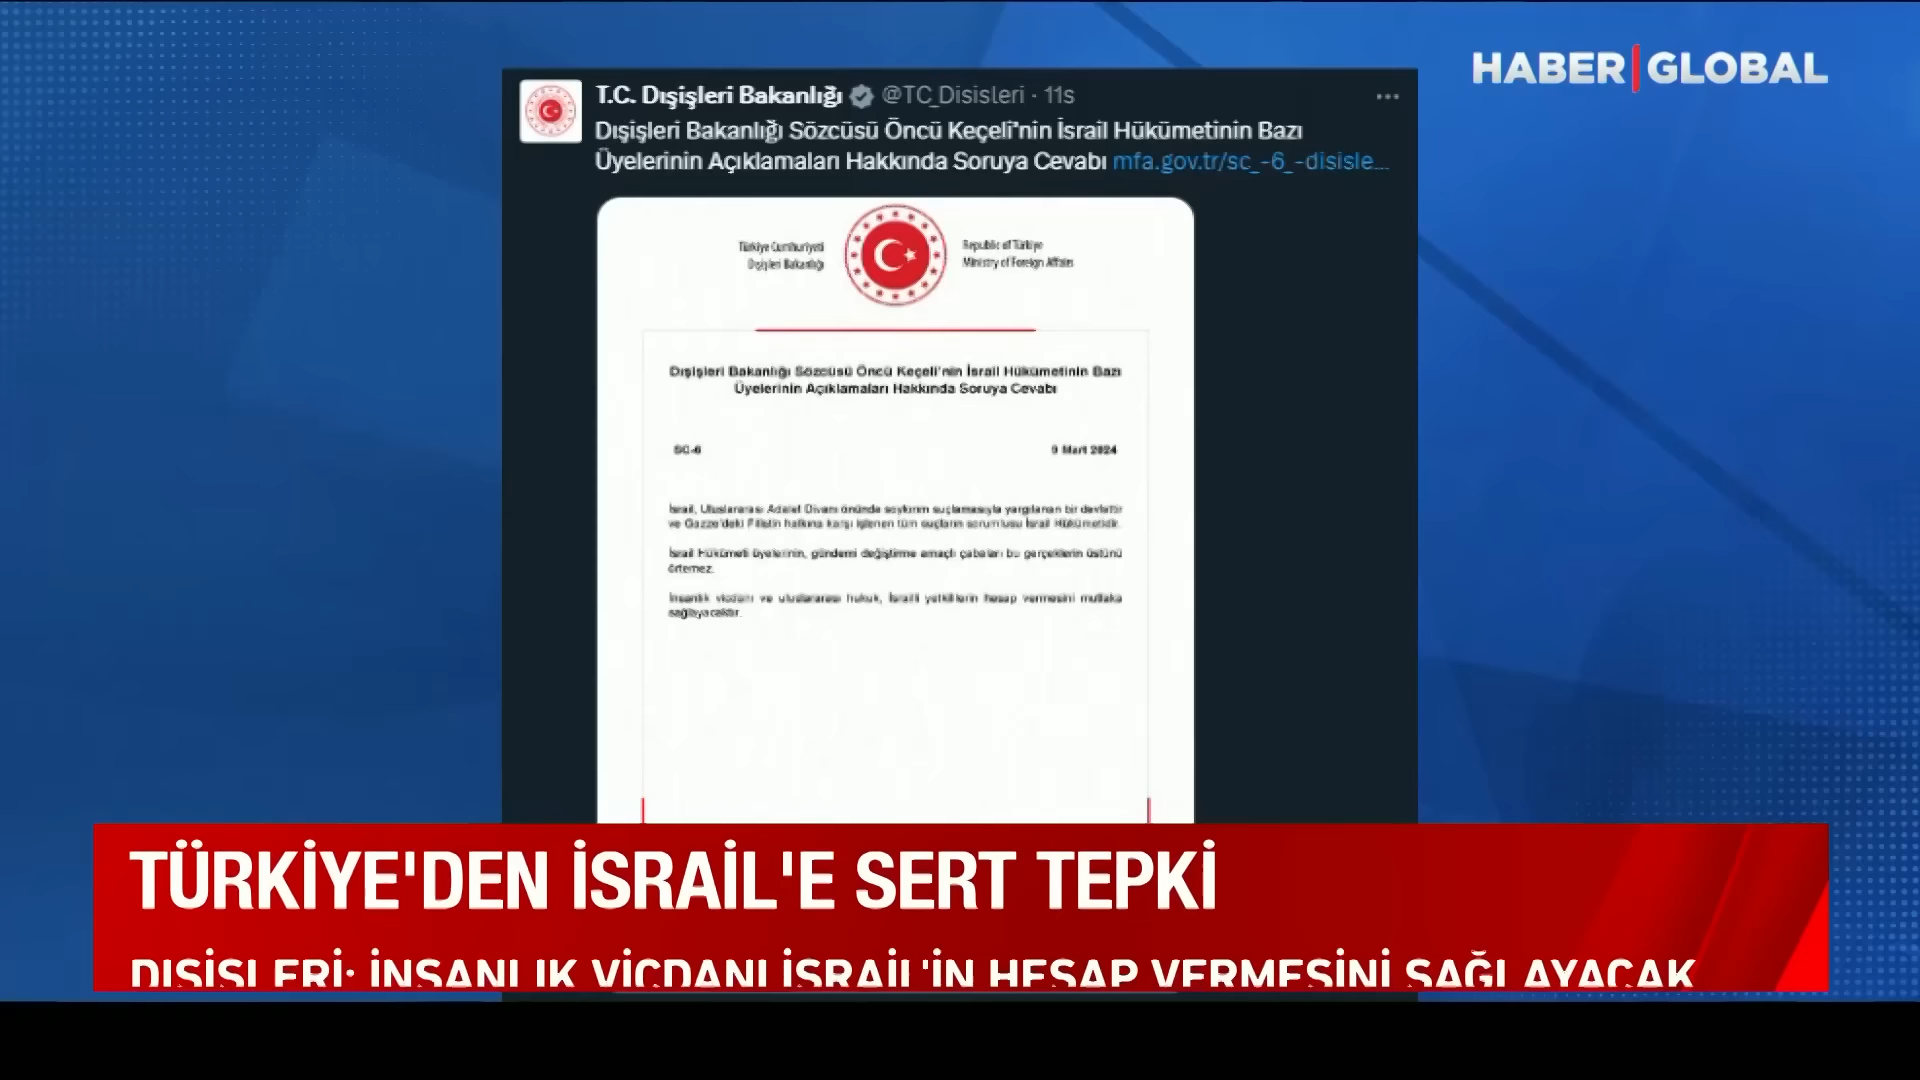 HABER GLOBAL
T.C. Dışişleri Bakanlığı @TC_Disisleri · 11s
Dışişleri Bakanlığı Sözcüsü Öncü Keçeli'nin İsrail Hükümetinin Bazı
Üyelerinin Açıklamaları Hakkında Soruya Cevabı mfa.gov.tr/sc_-6_-disisle...
Türkiye Cumhuriyeti
Dışişleri Bakanlığı
Republic of Türkiye
Ministry of Foreign Affairs
Dışişleri Bakanlığı Sözcüsü Öncü Keçeli'nin İsrail Hükümetinin Bazı
Üyelerinin Açıklamaları Hakkında Soruya Cevabı
SC-6
9 Mart 2024
İsrail, Uluslararası Adalet Divanı önünde soykırım suçlamasıyla yargılanan bir devlettir
ve Gazze'deki Filistin halkına karşı işlenen tüm suçların sorumlusu İsrail Hükümetidir.
İsrail Hükümeti üyelerinin, gündemi değiştirme amaçlı çabaları bu gerçeklerin üstünü
örtemez.
İnsanlık vicdanı ve uluslararası hukuk, İsrailli yetkililerin hesap vermesini mutlaka
sağlayacaktır.
TÜRKİYE'DEN İSRAİL'E SERT TEPKİ
DIŞİŞLERİ: İNSANLIK VİCDANI İSRAİL'İN HESAP VERMESİNİ SAĞLAYACAK